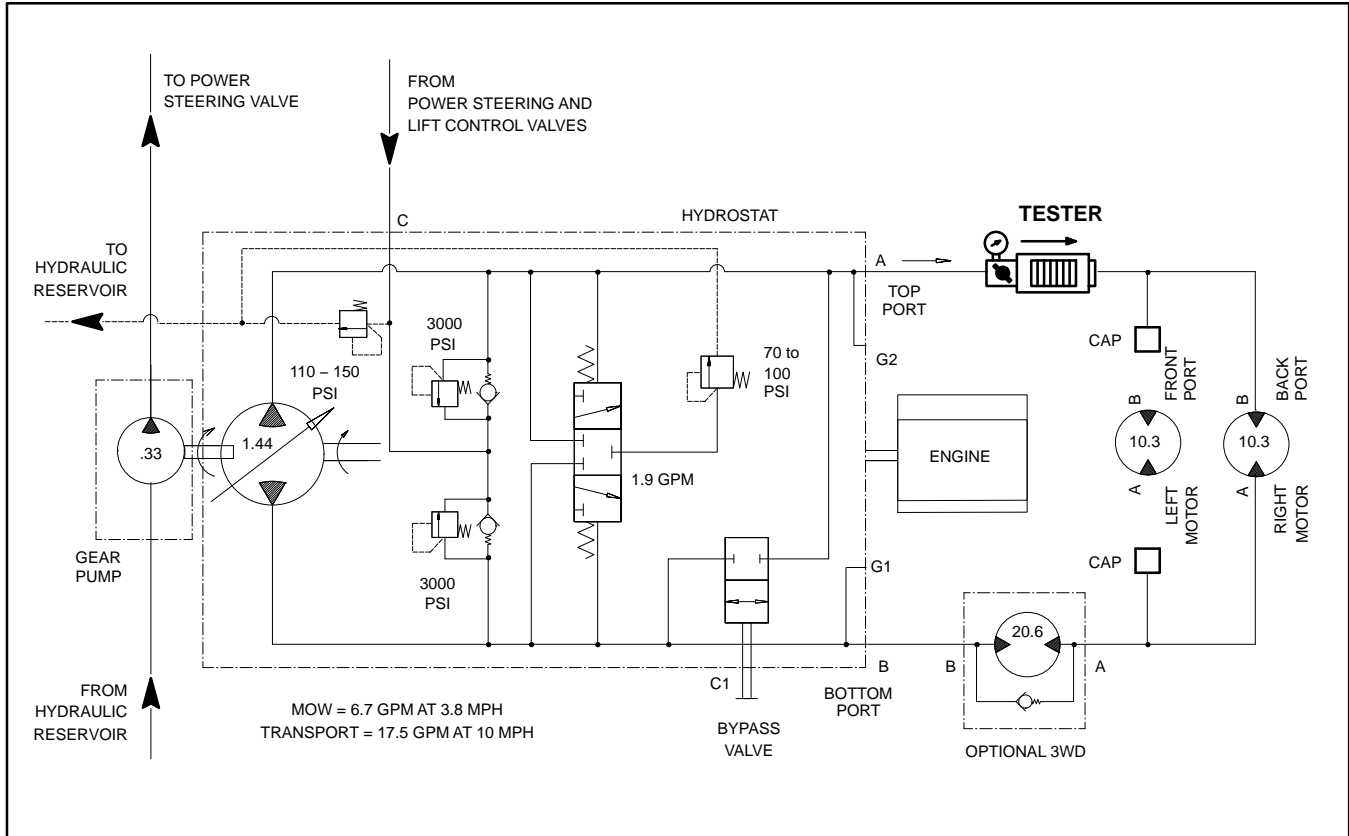 TO POWER
STEERING VALVE
FROM
POWER STEERING AND
LIFT CONTROL VALVES
C
HYDROSTAT
TESTER
TO
HYDRAULIC
RESERVOIR
A
TOP
PORT
3000
PSI
110 – 150
PSI
70 to
100
PSI
G2
CAP
FRONT
PORT
BACK
PORT
B
B
.33
1.44
1.9 GPM
ENGINE
10.3
10.3
A
A
LEFT
MOTOR
RIGHT
MOTOR
GEAR
PUMP
3000
PSI
G1
CAP
20.6
B
B
A
C1
BOTTOM
PORT
FROM
HYDRAULIC
RESERVOIR
MOW = 6.7 GPM AT 3.8 MPH
TRANSPORT = 17.5 GPM AT 10 MPH
BYPASS
VALVE
OPTIONAL 3WD